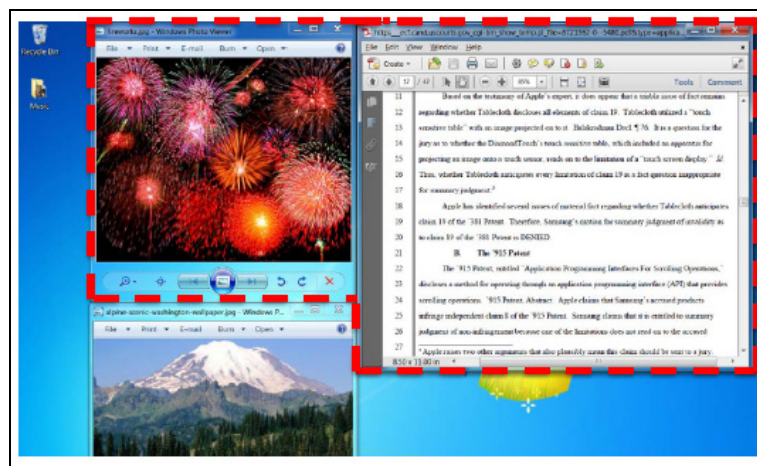 Recycle Bin
Music
fireworks.jpg - Windows Photo Viewer
File Print E-mail Burn Open
alpine-scenic-washington-wallpaper.jpg - Windows P...
File Print E-mail Burn Open
File Edit View Window Help
Create
12 / 47 85% Tools Comment
11 Based on the testimony of Apple's expert, it does appear that a triable issue of fact remains
12 regarding whether Tablecloth discloses all elements of claim 19. Tablecloth utilized a "touch
13 sensitive table" with an image projected on to it. Balakrishnan Decl. ¶ 76. It is a question for the
14 jury as to whether the DiamondTouch's touch sensitive table, which included an apparatus for
15 projecting an image onto a touch sensor, reads on to the limitation of a "touch screen display." Id.
16 Thus, whether Tablecloth anticipates every limitation of claim 19 is a fact question inappropriate
17 for summary judgment.
18 Apple has identified several issues of material fact regarding whether Tablecloth anticipates
19 claim 19 of the '381 Patent. Therefore, Samsung's motion for summary judgment of invalidity as
20 to claim 19 of the '381 Patent is DENIED.
21 B. The '915 Patent
22 The '915 Patent, entitled "Application Programming Interfaces For Scrolling Operations,"
23 discloses a method for operating through an application programming interface (API) that provides
24 scrolling operations. '915 Patent, Abstract. Apple claims that Samsung's accused products
25 infringe independent claim 8 of the '915 Patent. Samsung claims that it is entitled to summary
26 judgment of non-infringement because one of the limitations does not read on to the accused
27 Apple raises two other arguments that also plausibly mean this claim should be sent to a jury.
8.50 x 11.00 in